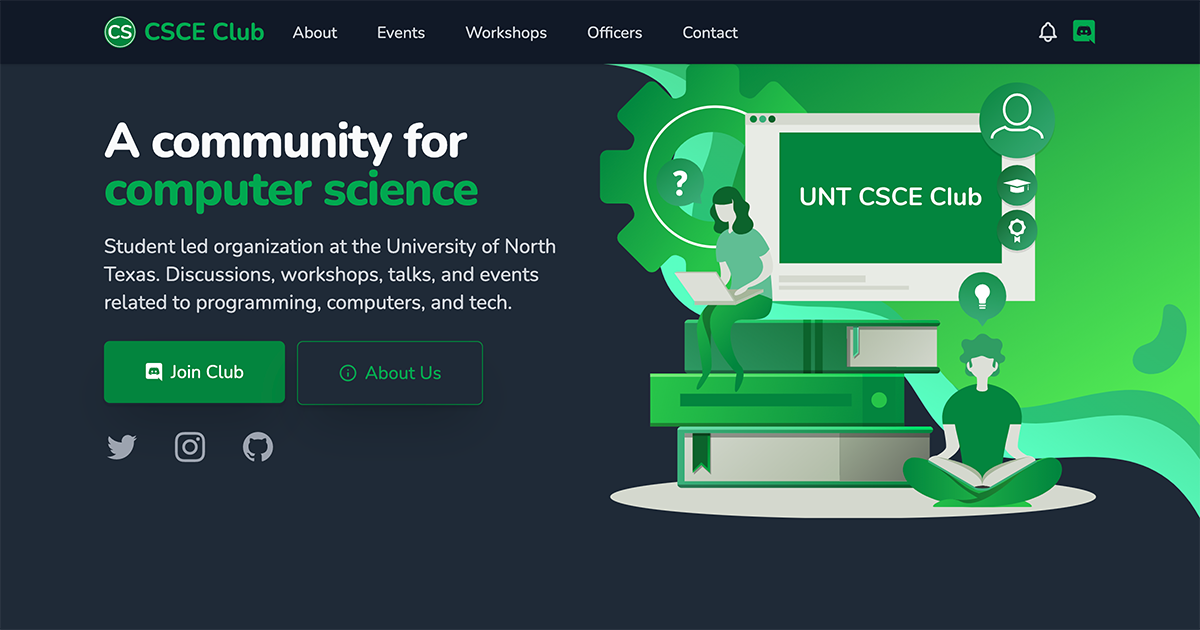 CS CSCE Club About Events Workshops Officers Contact
A community for
computer science
Student led organization at the University of North
Texas. Discussions, workshops, talks, and events
related to programming, computers, and tech.
Join Club About Us
?
UNT CSCE Club